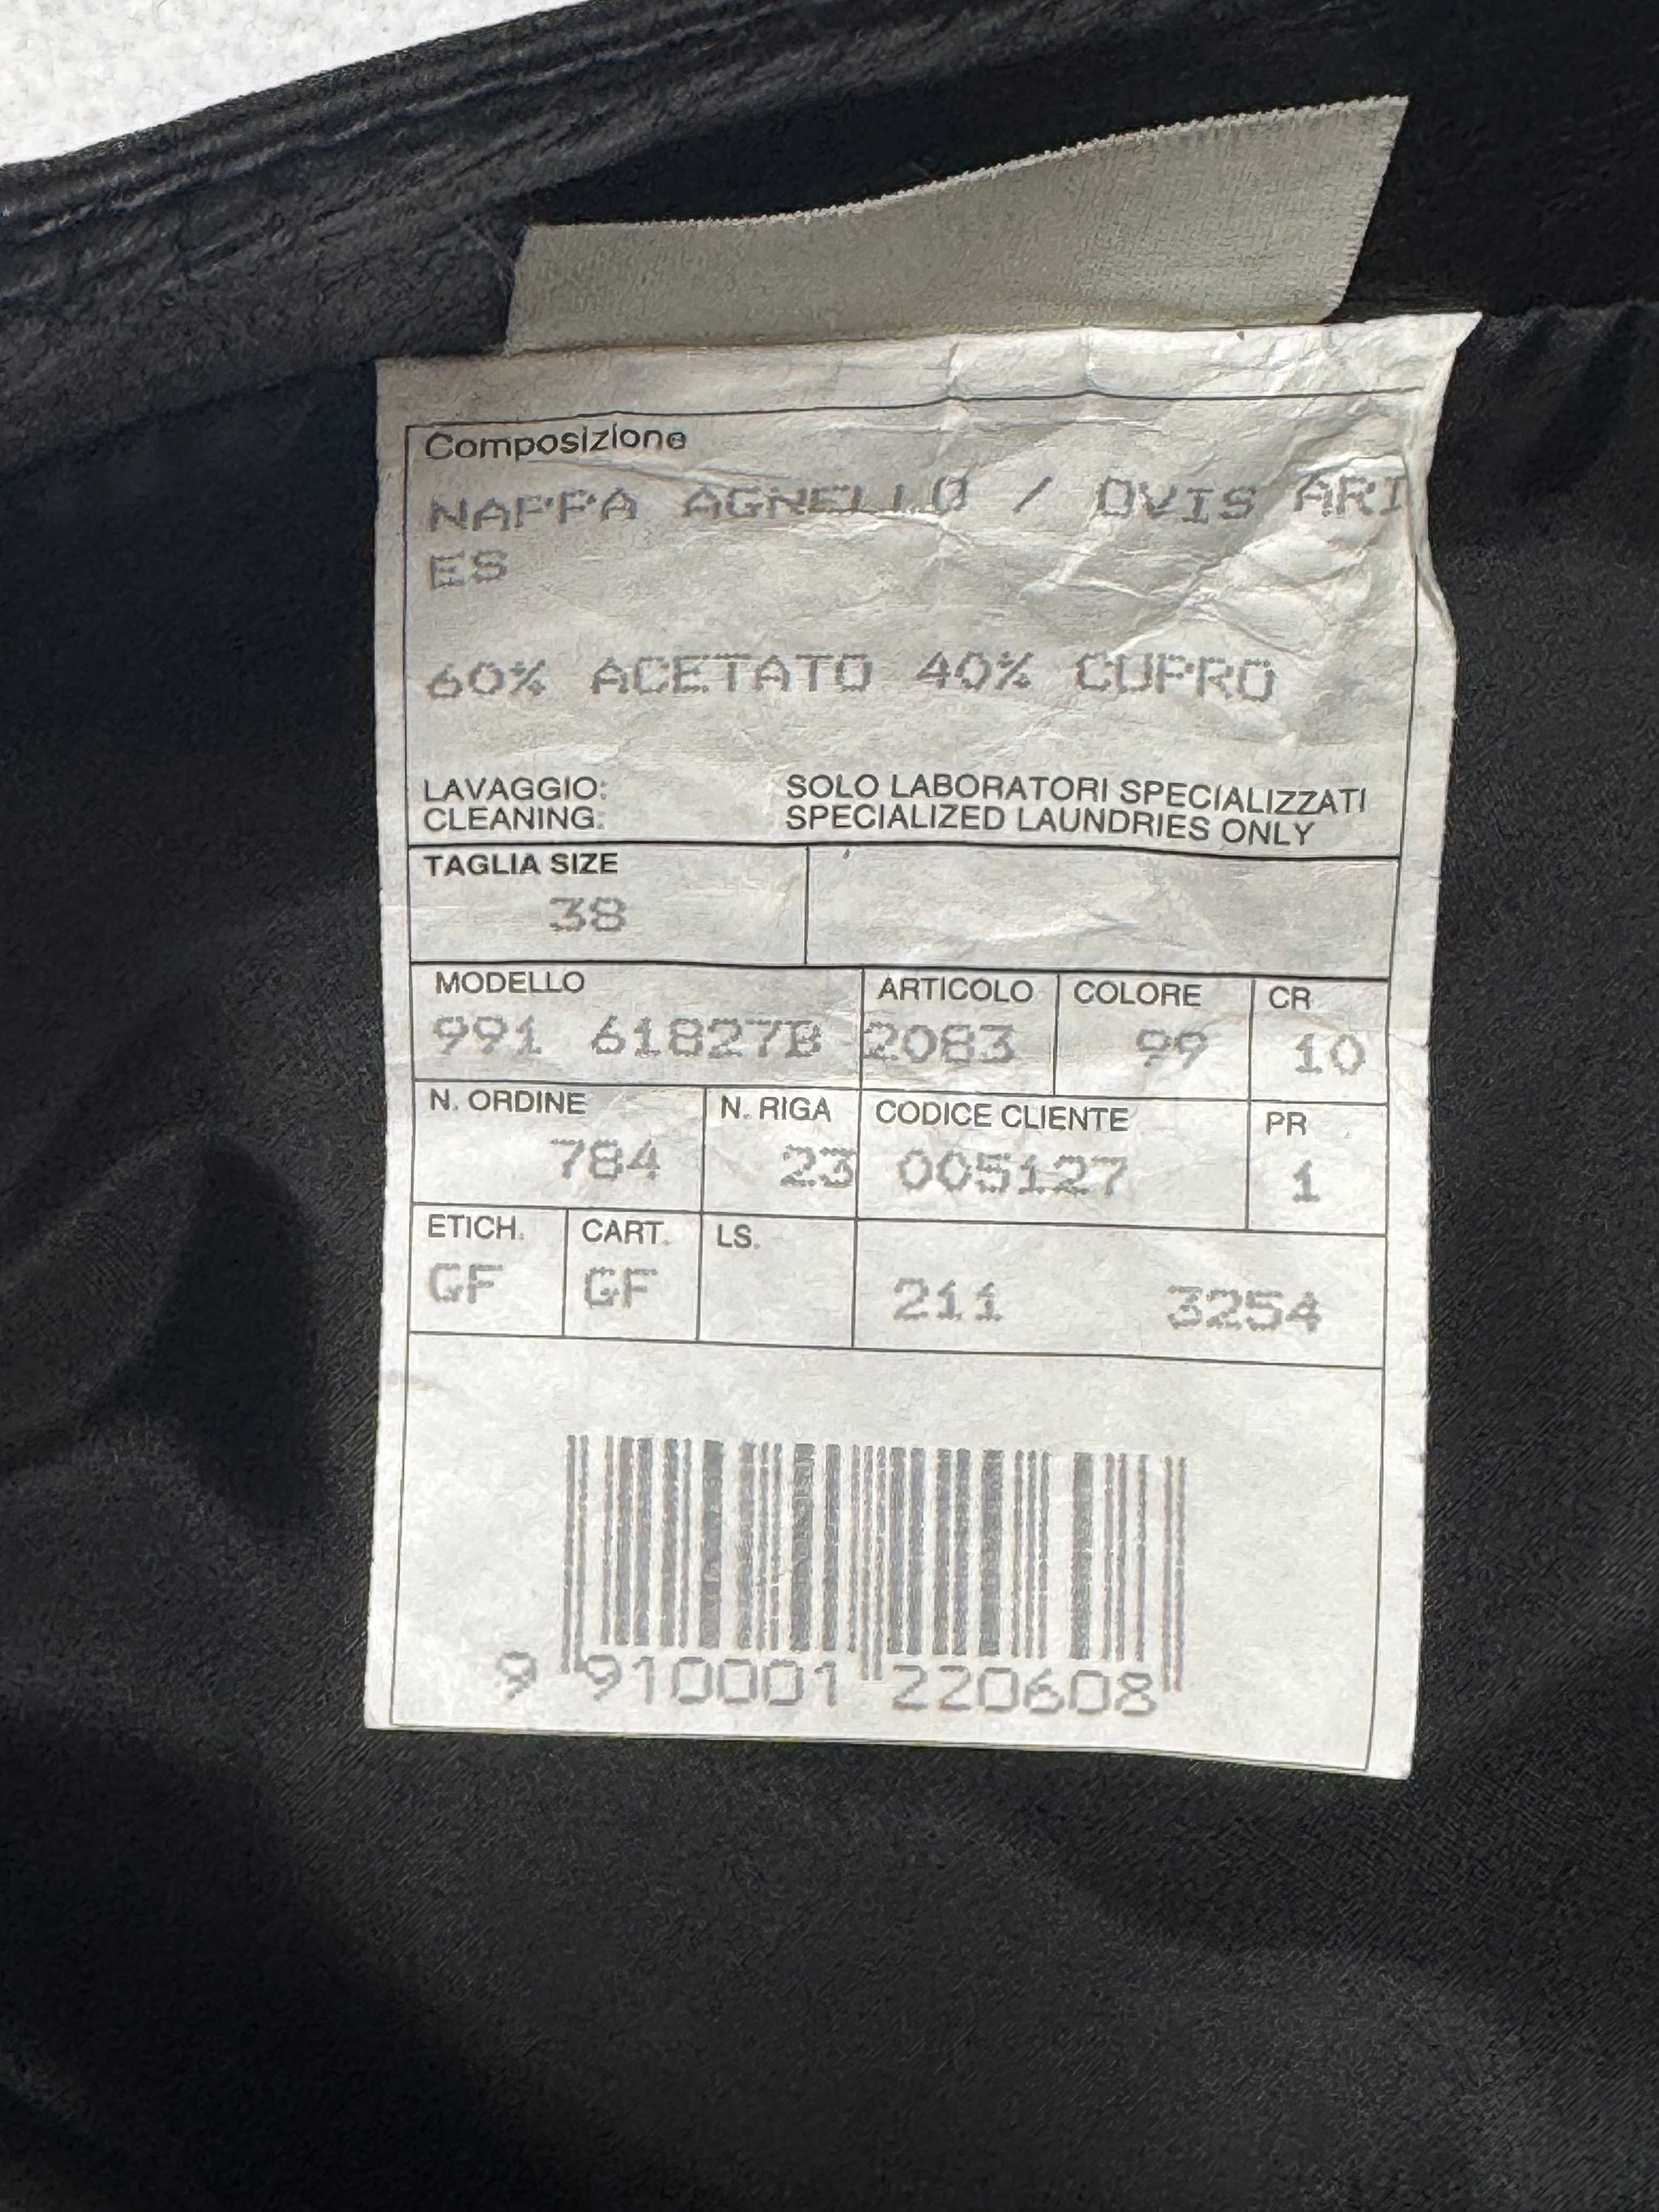 Composizione
NAPPA AGNELLO / OVIS ARI
ES
60% ACETATO 40% CUPRO
LAVAGGIO: SOLO LABORATORI SPECIALIZZATI
CLEANING: SPECIALIZED LAUNDRIES ONLY
TAGLIA SIZE
38
MODELLO ARTICOLO COLORE CR
991 61827B 2083 99 10
N. ORDINE N. RIGA CODICE CLIENTE PR
784 23 005127 1
ETICH. CART. LS.
GF GF 211 3254
9 910001 220608